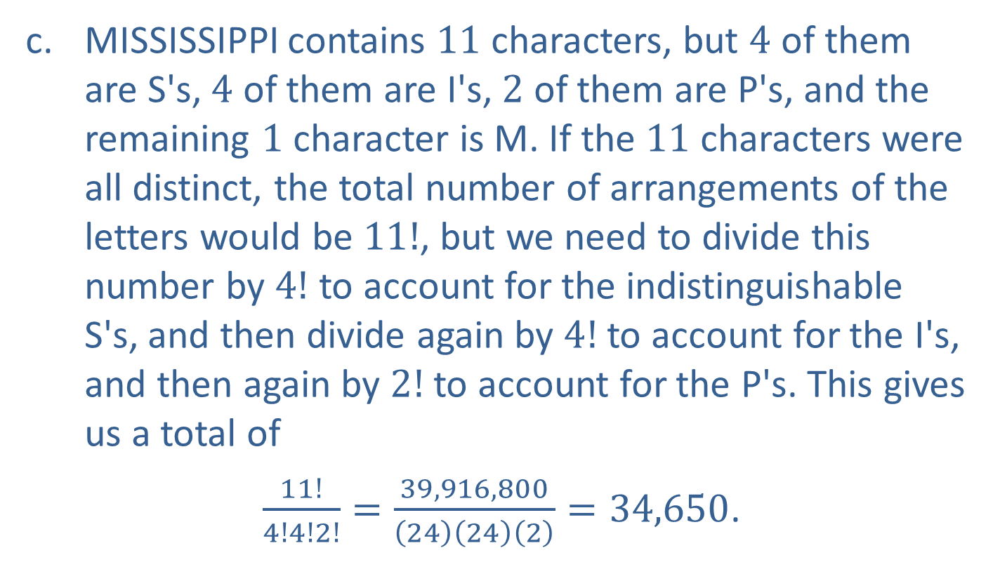 c. MISSISSIPPI contains 11 characters, but 4 of them
are S's, 4 of them are I's, 2 of them are P's, and the
remaining 1 character is M. If the 11 characters were
all distinct, the total number of arrangements of the
letters would be 11!, but we need to divide this
number by 4! to account for the indistinguishable
S's, and then divide again by 4! to account for the I's,
and then again by 2! to account for the P's. This gives
us a total of
11!/4!4!2! = 39,916,800/(24)(24)(2) = 34,650.